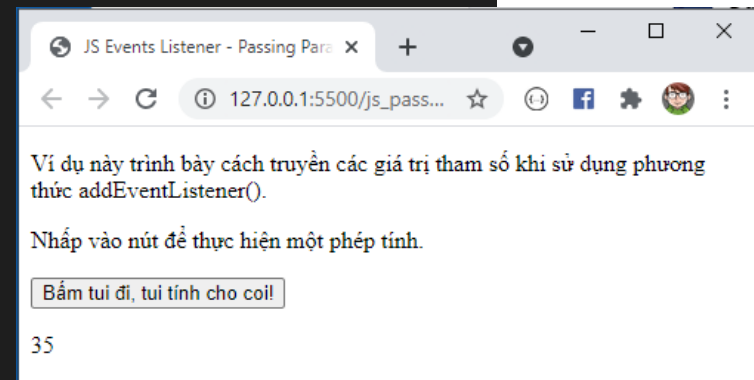 JS Events Listener - Passing Para
127.0.0.1:5500/js_pass...
Ví dụ này trình bày cách truyền các giá trị tham số khi sử dụng phương
thức addEventListener().
Nhấp vào nút để thực hiện một phép tính.
Bấm tui đi, tui tính cho coi!
35